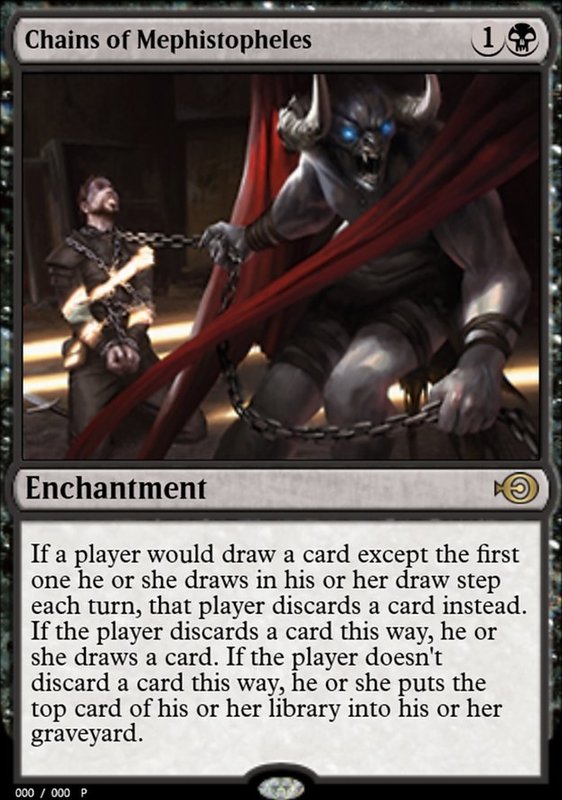 Chains of Mephistopheles 1
Enchantment
If a player would draw a card except the first
one he or she draws in his or her draw step
each turn, that player discards a card instead.
If the player discards a card this way, he or
she draws a card. If the player doesn't
discard a card this way, he or she puts the
top card of his or her library into his or her
graveyard.
000 / 000 P